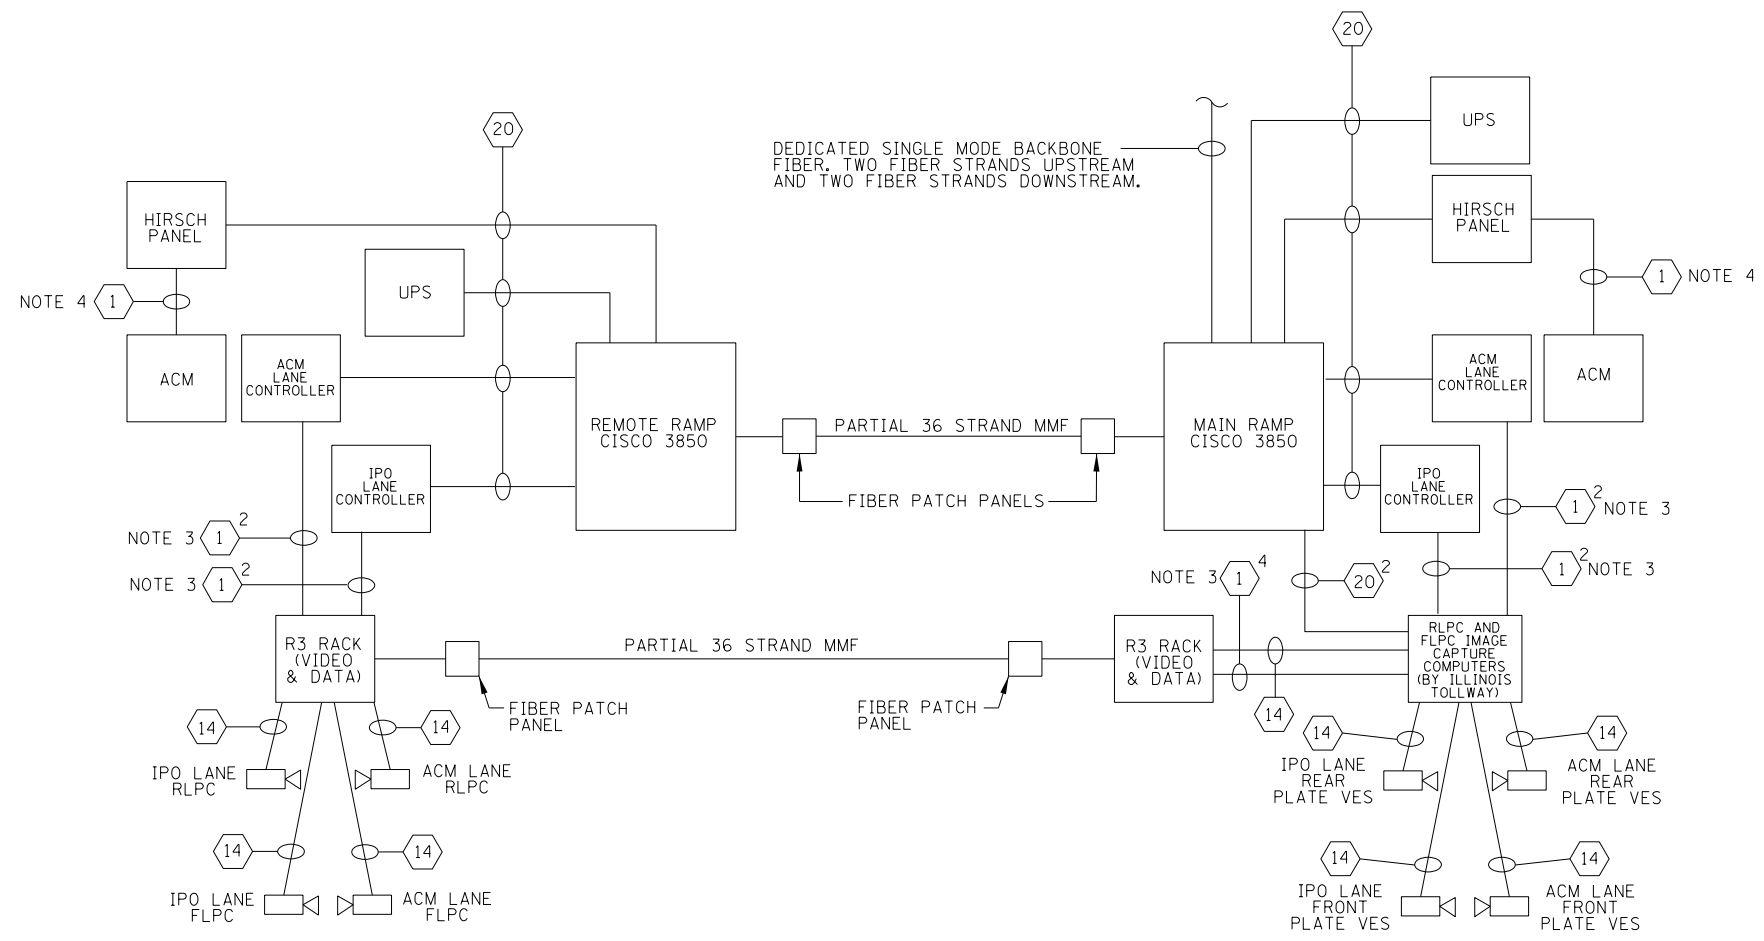 20
UPS
DEDICATED SINGLE MODE BACKBONE
FIBER. TWO FIBER STRANDS UPSTREAM
AND TWO FIBER STRANDS DOWNSTREAM.
20
HIRSCH
PANEL
HIRSCH
PANEL
UPS
NOTE 4
1
1
NOTE 4
ACM
ACM
LANE
CONTROLLER
ACM
LANE
CONTROLLER
ACM
REMOTE RAMP
CISCO 3850
PARTIAL 36 STRAND MMF
MAIN RAMP
CISCO 3850
IPO
LANE
CONTROLLER
IPO
LANE
CONTROLLER
FIBER PATCH PANELS
NOTE 3
1
2
1
2
NOTE 3
NOTE 3
1
2
NOTE 3
1
4
20
2
1
2
NOTE 3
R3 RACK
(VIDEO
& DATA)
PARTIAL 36 STRAND MMF
R3 RACK
(VIDEO
& DATA)
RLPC AND
FLPC IMAGE
CAPTURE
COMPUTERS
(BY ILLINOIS
TOLLWAY)
FIBER PATCH
PANEL
FIBER PATCH
PANEL
14
14
14
14
14
IPO LANE
RLPC
ACM LANE
RLPC
IPO LANE
REAR
PLATE VES
ACM LANE
REAR
PLATE VES
14
14
14
14
IPO LANE
FLPC
ACM LANE
FLPC
IPO LANE
FRONT
PLATE VES
ACM LANE
FRONT
PLATE VES